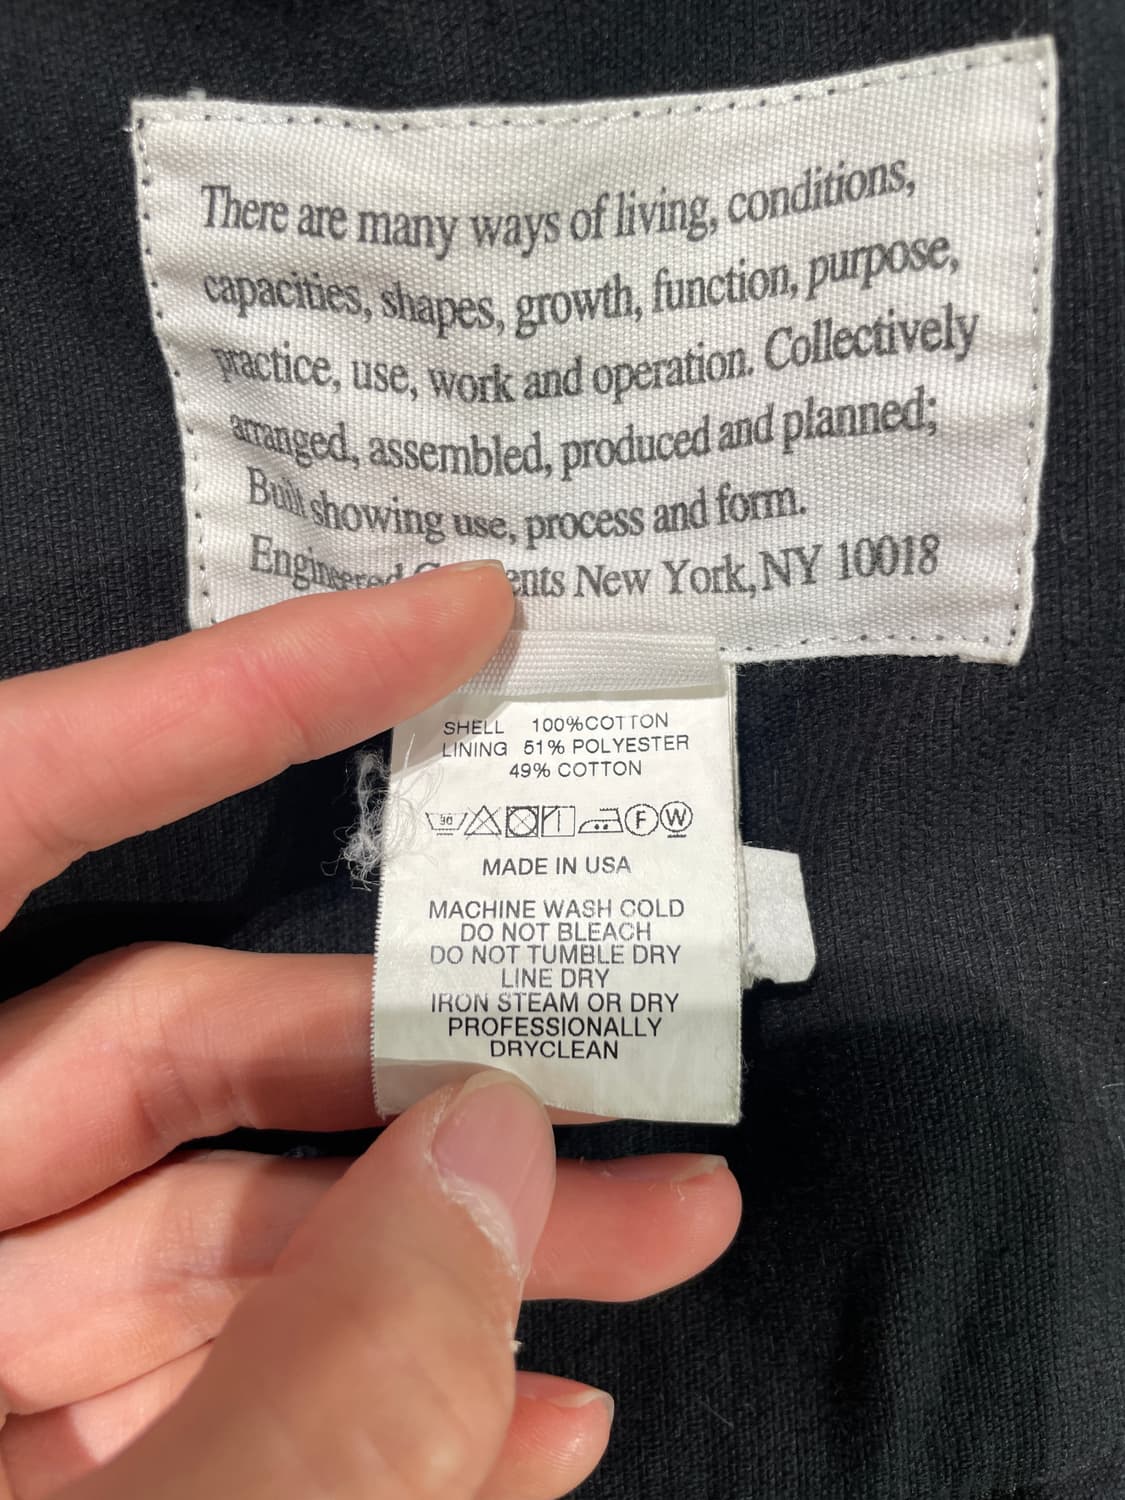 There are many ways of living, conditions,
capacities, shapes, growth, function, purpose,
practice, use, work and operation. Collectively
arranged, assembled, produced and planned;
Built showing use, process and form.
Engineered New York, NY 10018
SHELL 100%COTTON
LINING 51% POLYESTER
49% COTTON
F W
MADE IN USA
MACHINE WASH COLD
DO NOT BLEACH
DO NOT TUMBLE DRY
LINE DRY
IRON STEAM OR DRY
PROFESSIONALLY
DRYCLEAN